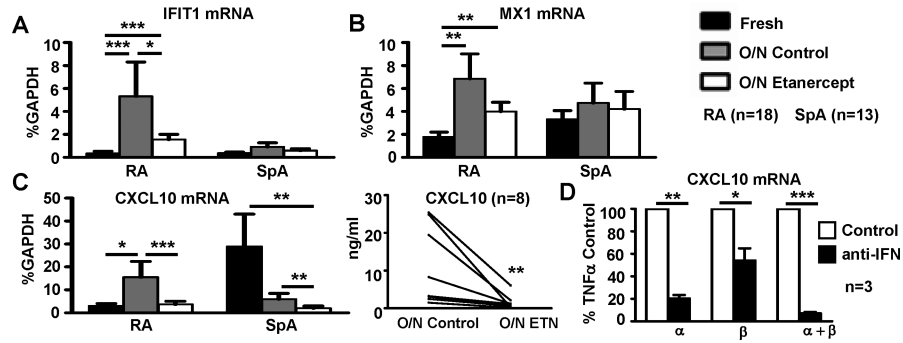 A
IFIT1 mRNA
***
*** *
%GAPDH
10
8
6
4
2
0
RA SpA
B
MX1 mRNA
**
**
%GAPDH
10
8
6
4
2
0
RA SpA
Fresh
O/N Control
O/N Etanercept
RA (n=18) SpA (n=13)
C
CXCL10 mRNA
**
* ***
**
%GAPDH
50
40
30
20
10
0
RA SpA
CXCL10 (n=8)
ng/ml
30
20
10
0
**
O/N Control O/N ETN
D
CXCL10 mRNA
** * ***
% TNFα Control
100
80
60
40
20
0
α β α+β
Control
anti-IFN
n=3